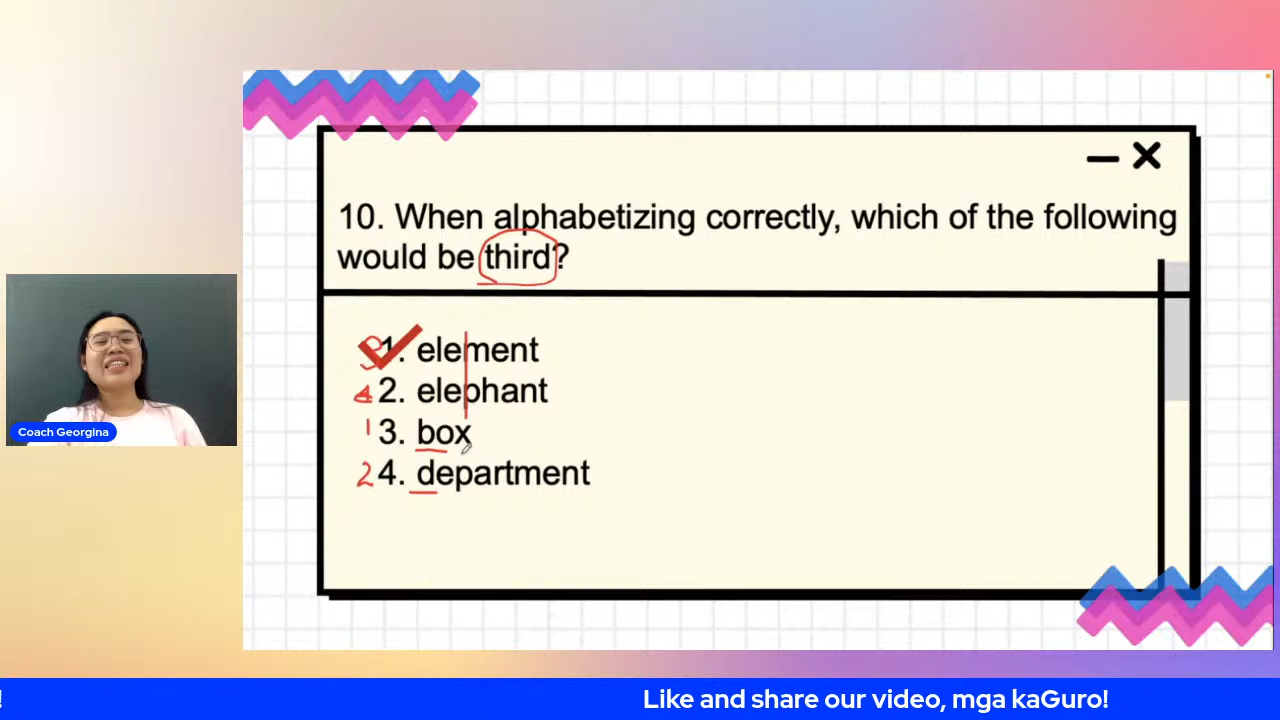 10. When alphabetizing correctly, which of the following
would be third?
3 1. element
4 2. elephant
1 3. box
2 4. department
Coach Georgina
! Like and share our video, mga kaGuro!